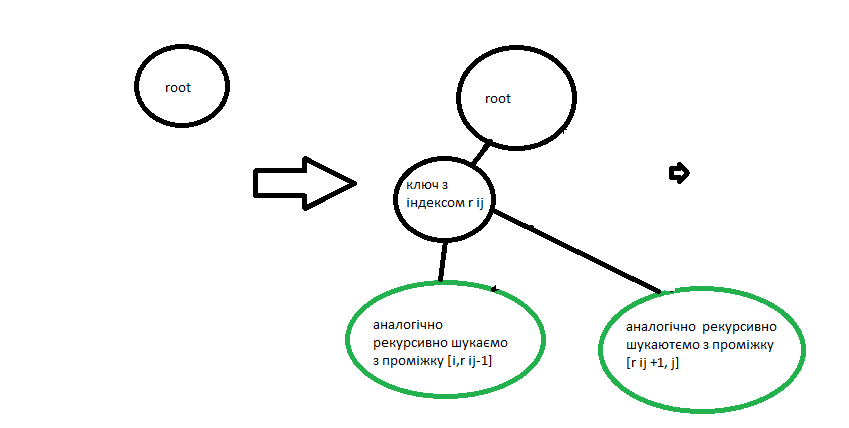 root
root
ключ з
індексом r ij
аналогічно
рекурсивно шукаємо
з проміжку [i,r ij-1]
аналогічно рекурсивно
шукаютємо з проміжку
[r ij +1, j]